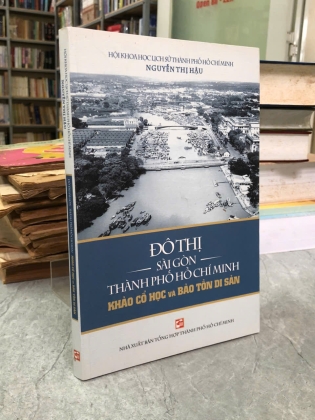 HỘI KHOA HỌC LỊCH SỬ THÀNH PHỐ HỒ CHÍ MINH
NGUYỄN THỊ HẬU
ĐÔ THỊ
SÀI GÒN
THÀNH PHỐ HỒ CHÍ MINH
KHẢO CỔ HỌC VÀ BẢO TỒN DI SẢN
NHÀ XUẤT BẢN TỔNG HỢP THÀNH PHỐ HỒ CHÍ MINH